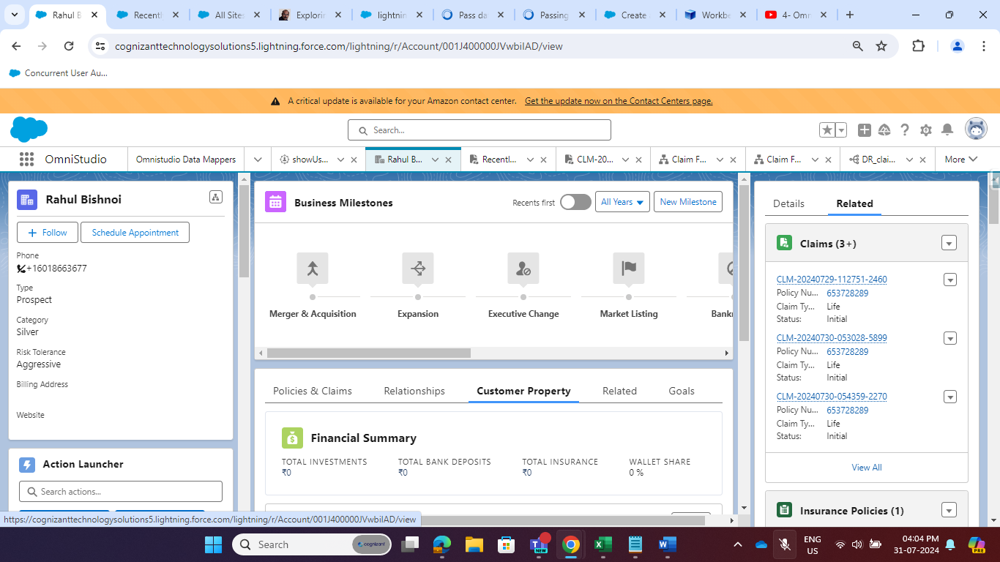 Rahul B
Recenti
All Sites
Explorin
lightnin
Pass da
Passing
Create
Workbe
4- Omn
cognizanttechnologysolutions5.lightning.force.com/lightning/r/Account/001J400000JVwbiIAD/view
Concurrent User Au...
A critical update is available for your Amazon contact center. Get the update now on the Contact Centers page.
Search...
OmniStudio
Omnistudio Data Mappers
showUs...
Rahul B...
Recentl...
CLM-20...
Claim F...
Claim F...
DR_clai...
More
Rahul Bishnoi
Follow
Schedule Appointment
Phone
+16018663677
Type
Prospect
Category
Silver
Risk Tolerance
Aggressive
Billing Address
Website
Action Launcher
Search actions...
Business Milestones
Recents first
All Years
New Milestone
Merger & Acquisition
Expansion
Executive Change
Market Listing
Bankr
Policies & Claims
Relationships
Customer Property
Related
Goals
Financial Summary
TOTAL INVESTMENTS
₹0
TOTAL BANK DEPOSITS
₹0
TOTAL INSURANCE
₹0
WALLET SHARE
0 %
Details
Related
Claims (3+)
CLM-20240729-112751-2460
Policy Nu... 653728289
Claim Ty... Life
Status: Initial
CLM-20240730-053028-5899
Policy Nu... 653728289
Claim Ty... Life
Status: Initial
CLM-20240730-054359-2270
Policy Nu... 653728289
Claim Ty... Life
Status: Initial
View All
Insurance Policies (1)
https://cognizanttechnologysolutions5.lightning.force.com/lightning/r/Account/001J400000JVwbiIAD/view
Search
cognizant
NEW
ENG
US
04:04 PM
31-07-2024
PRE